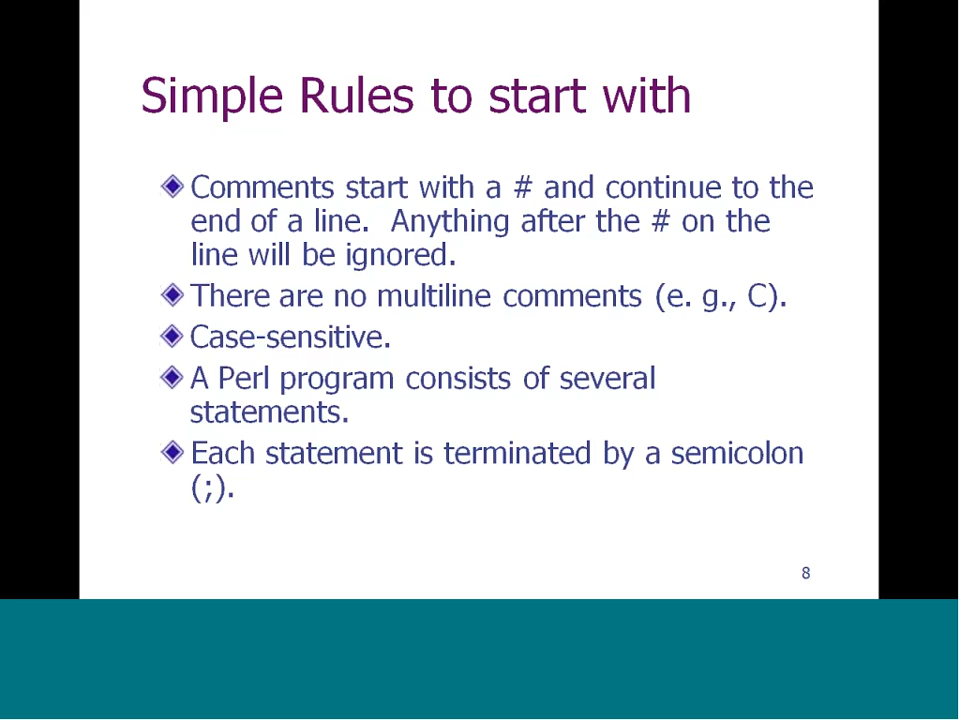 Simple Rules to start with
Comments start with a # and continue to the
end of a line.  Anything after the # on the
line will be ignored.
There are no multiline comments (e. g., C).
Case-sensitive.
A Perl program consists of several
statements.
Each statement is terminated by a semicolon
(;).
8